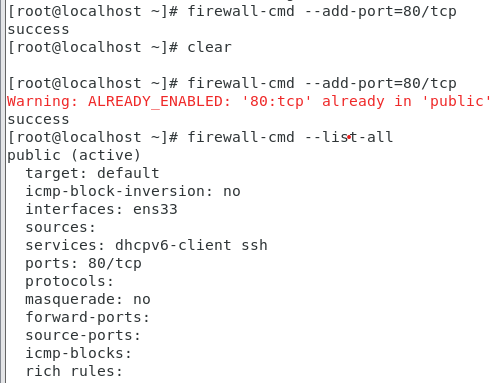 [root@localhost ~]# firewall-cmd --add-port=80/tcp
success
[root@localhost ~]# clear
[root@localhost ~]# firewall-cmd --add-port=80/tcp
Warning: ALREADY_ENABLED: '80:tcp' already in 'public'
success
[root@localhost ~]# firewall-cmd --list-all
public (active)
  target: default
  icmp-block-inversion: no
  interfaces: ens33
  sources:
  services: dhcpv6-client ssh
  ports: 80/tcp
  protocols:
  masquerade: no
  forward-ports:
  source-ports:
  icmp-blocks:
  rich rules: